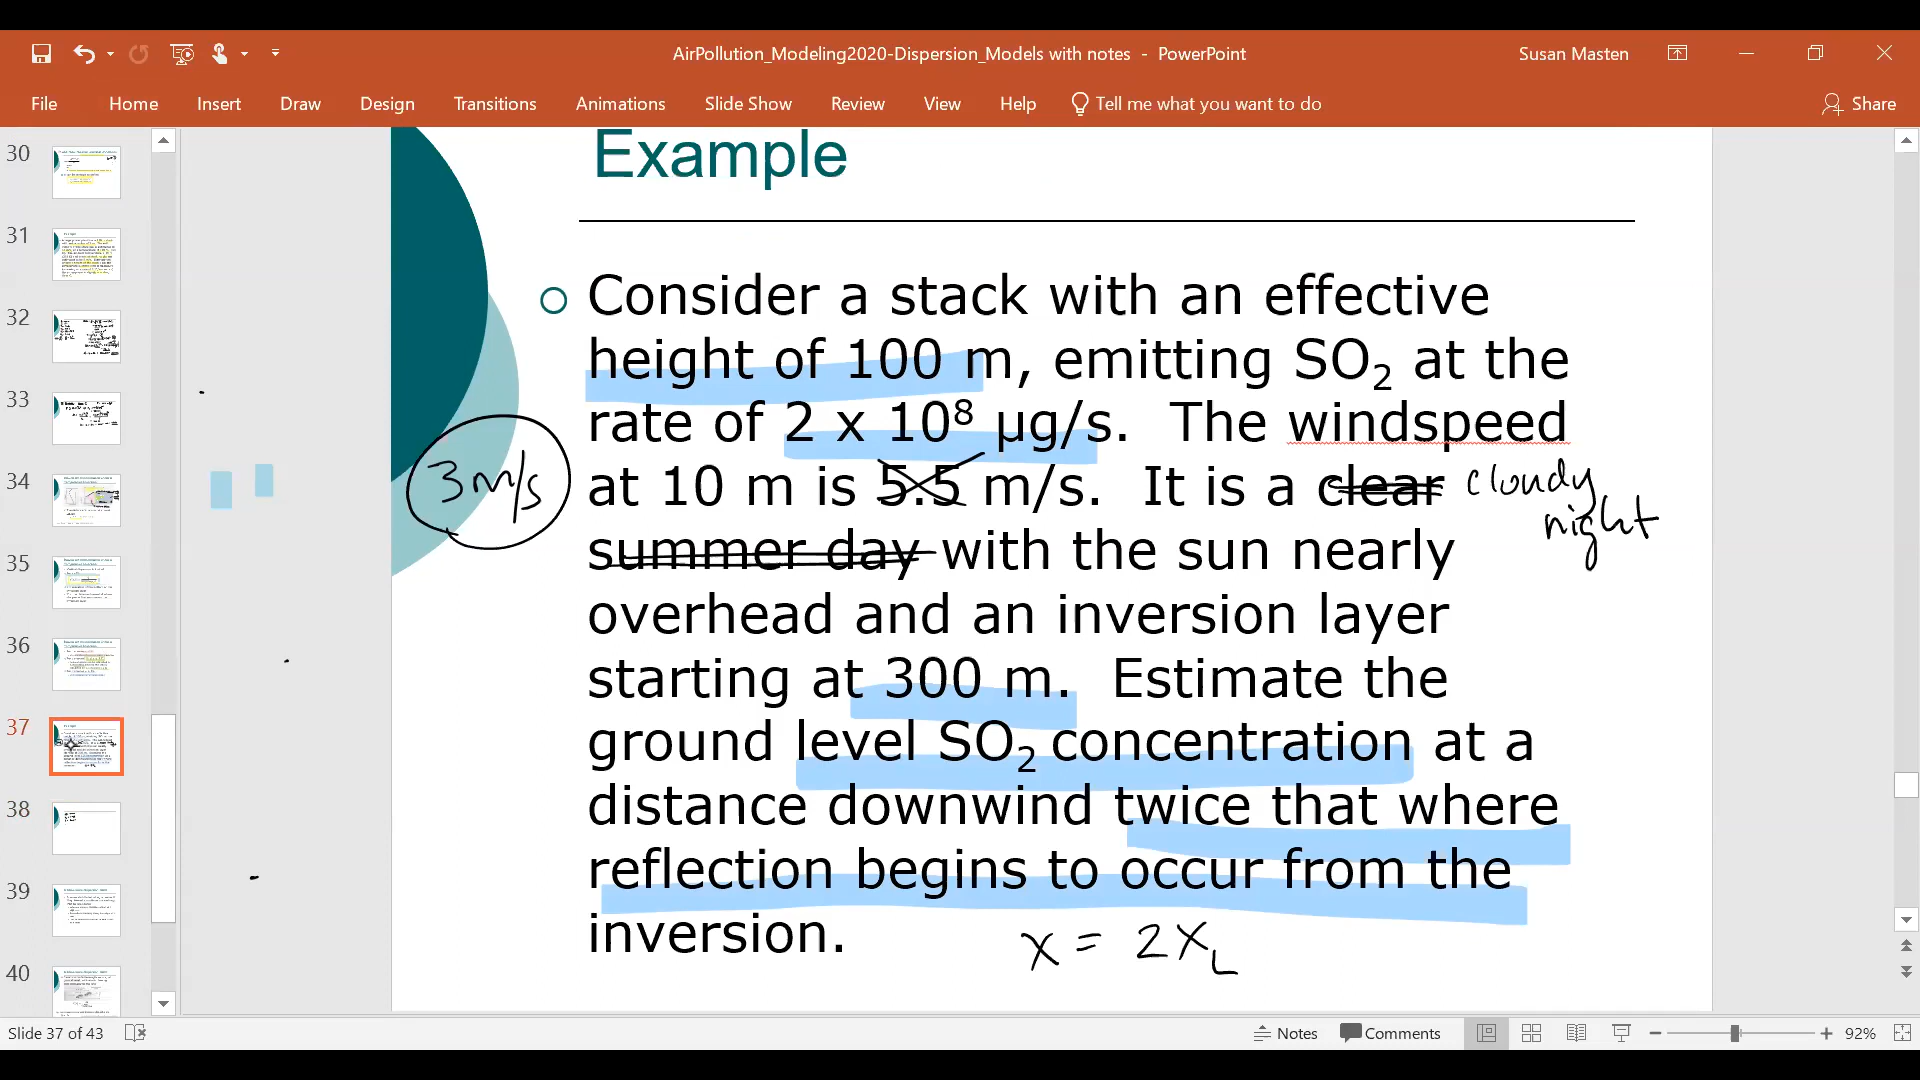 AirPollution_Modeling2020-Dispersion_Models with notes - PowerPoint
Susan Masten
File Home Insert Draw Design Transitions Animations Slide Show Review View Help Tell me what you want to do
Share
30
31
32
33
34
35
36
37
38
39
40
Example
Consider a stack with an effective
height of 100 m, emitting SO2 at the
rate of 2 x 10⁸ µg/s. The windspeed
3 m/s
at 10 m is 5.5 m/s. It is a clear cloudy
night
summer day with the sun nearly
overhead and an inversion layer
starting at 300 m. Estimate the
ground level SO2 concentration at a
distance downwind twice that where
reflection begins to occur from the
inversion. x = 2XL
Slide 37 of 43
Notes Comments
92%